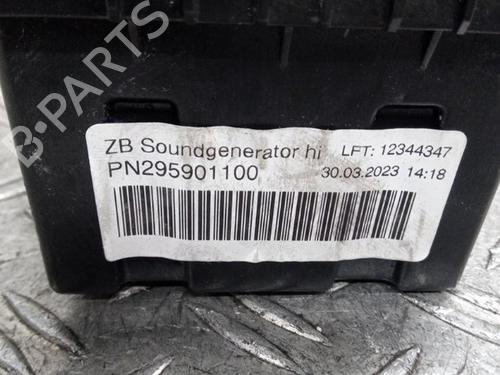 B-PARTS
ZB Soundgenerator hi LFT: 12344347
PN295901100 30.03.2023 14:18